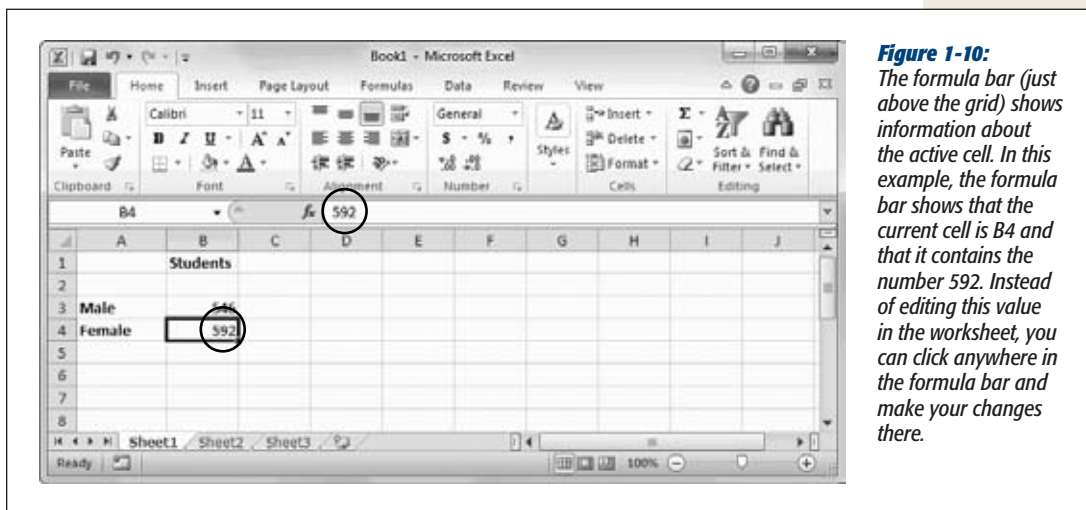 Book1 - Microsoft Excel
File Home Insert Page Layout Formulas Data Review View
Paste
Clipboard
Calibri 11
B I U A A
A
Font
Alignment
General
$ % ,
Number
Styles
Insert
Delete
Format
Cells
Σ
Sort & Filter
Find & Select
Editing
B4 fx 592
A B C D E F G H I J
1 Students
2
3 Male 546
4 Female 592
5
6
7
8
Sheet1 Sheet2 Sheet3
Ready 100%
Figure 1-10:
The formula bar (just
above the grid) shows
information about
the active cell. In this
example, the formula
bar shows that the
current cell is B4 and
that it contains the
number 592. Instead
of editing this value
in the worksheet, you
can click anywhere in
the formula bar and
make your changes
there.